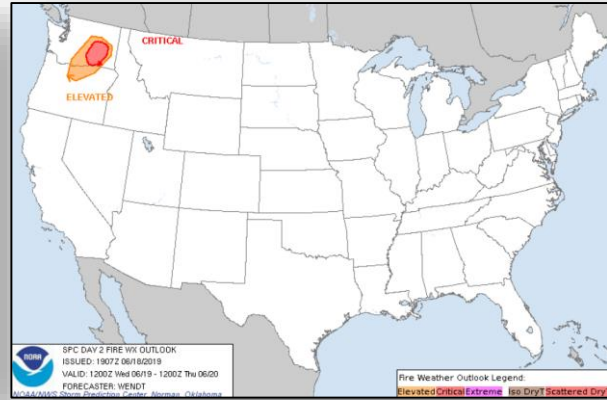 CRITICAL
ELEVATED
NOAA
SPC DAY 2 FIRE WX OUTLOOK
ISSUED: 1907Z 06/18/2019
VALID: 1200Z Wed 06/19 - 1200Z Thu 06/20
FORECASTER: WENDT
NOAA/NWS Storm Prediction Center, Norman, Oklahoma
Fire Weather Outlook Legend:
Elevated Critical Extreme Iso DryT Scattered Dry